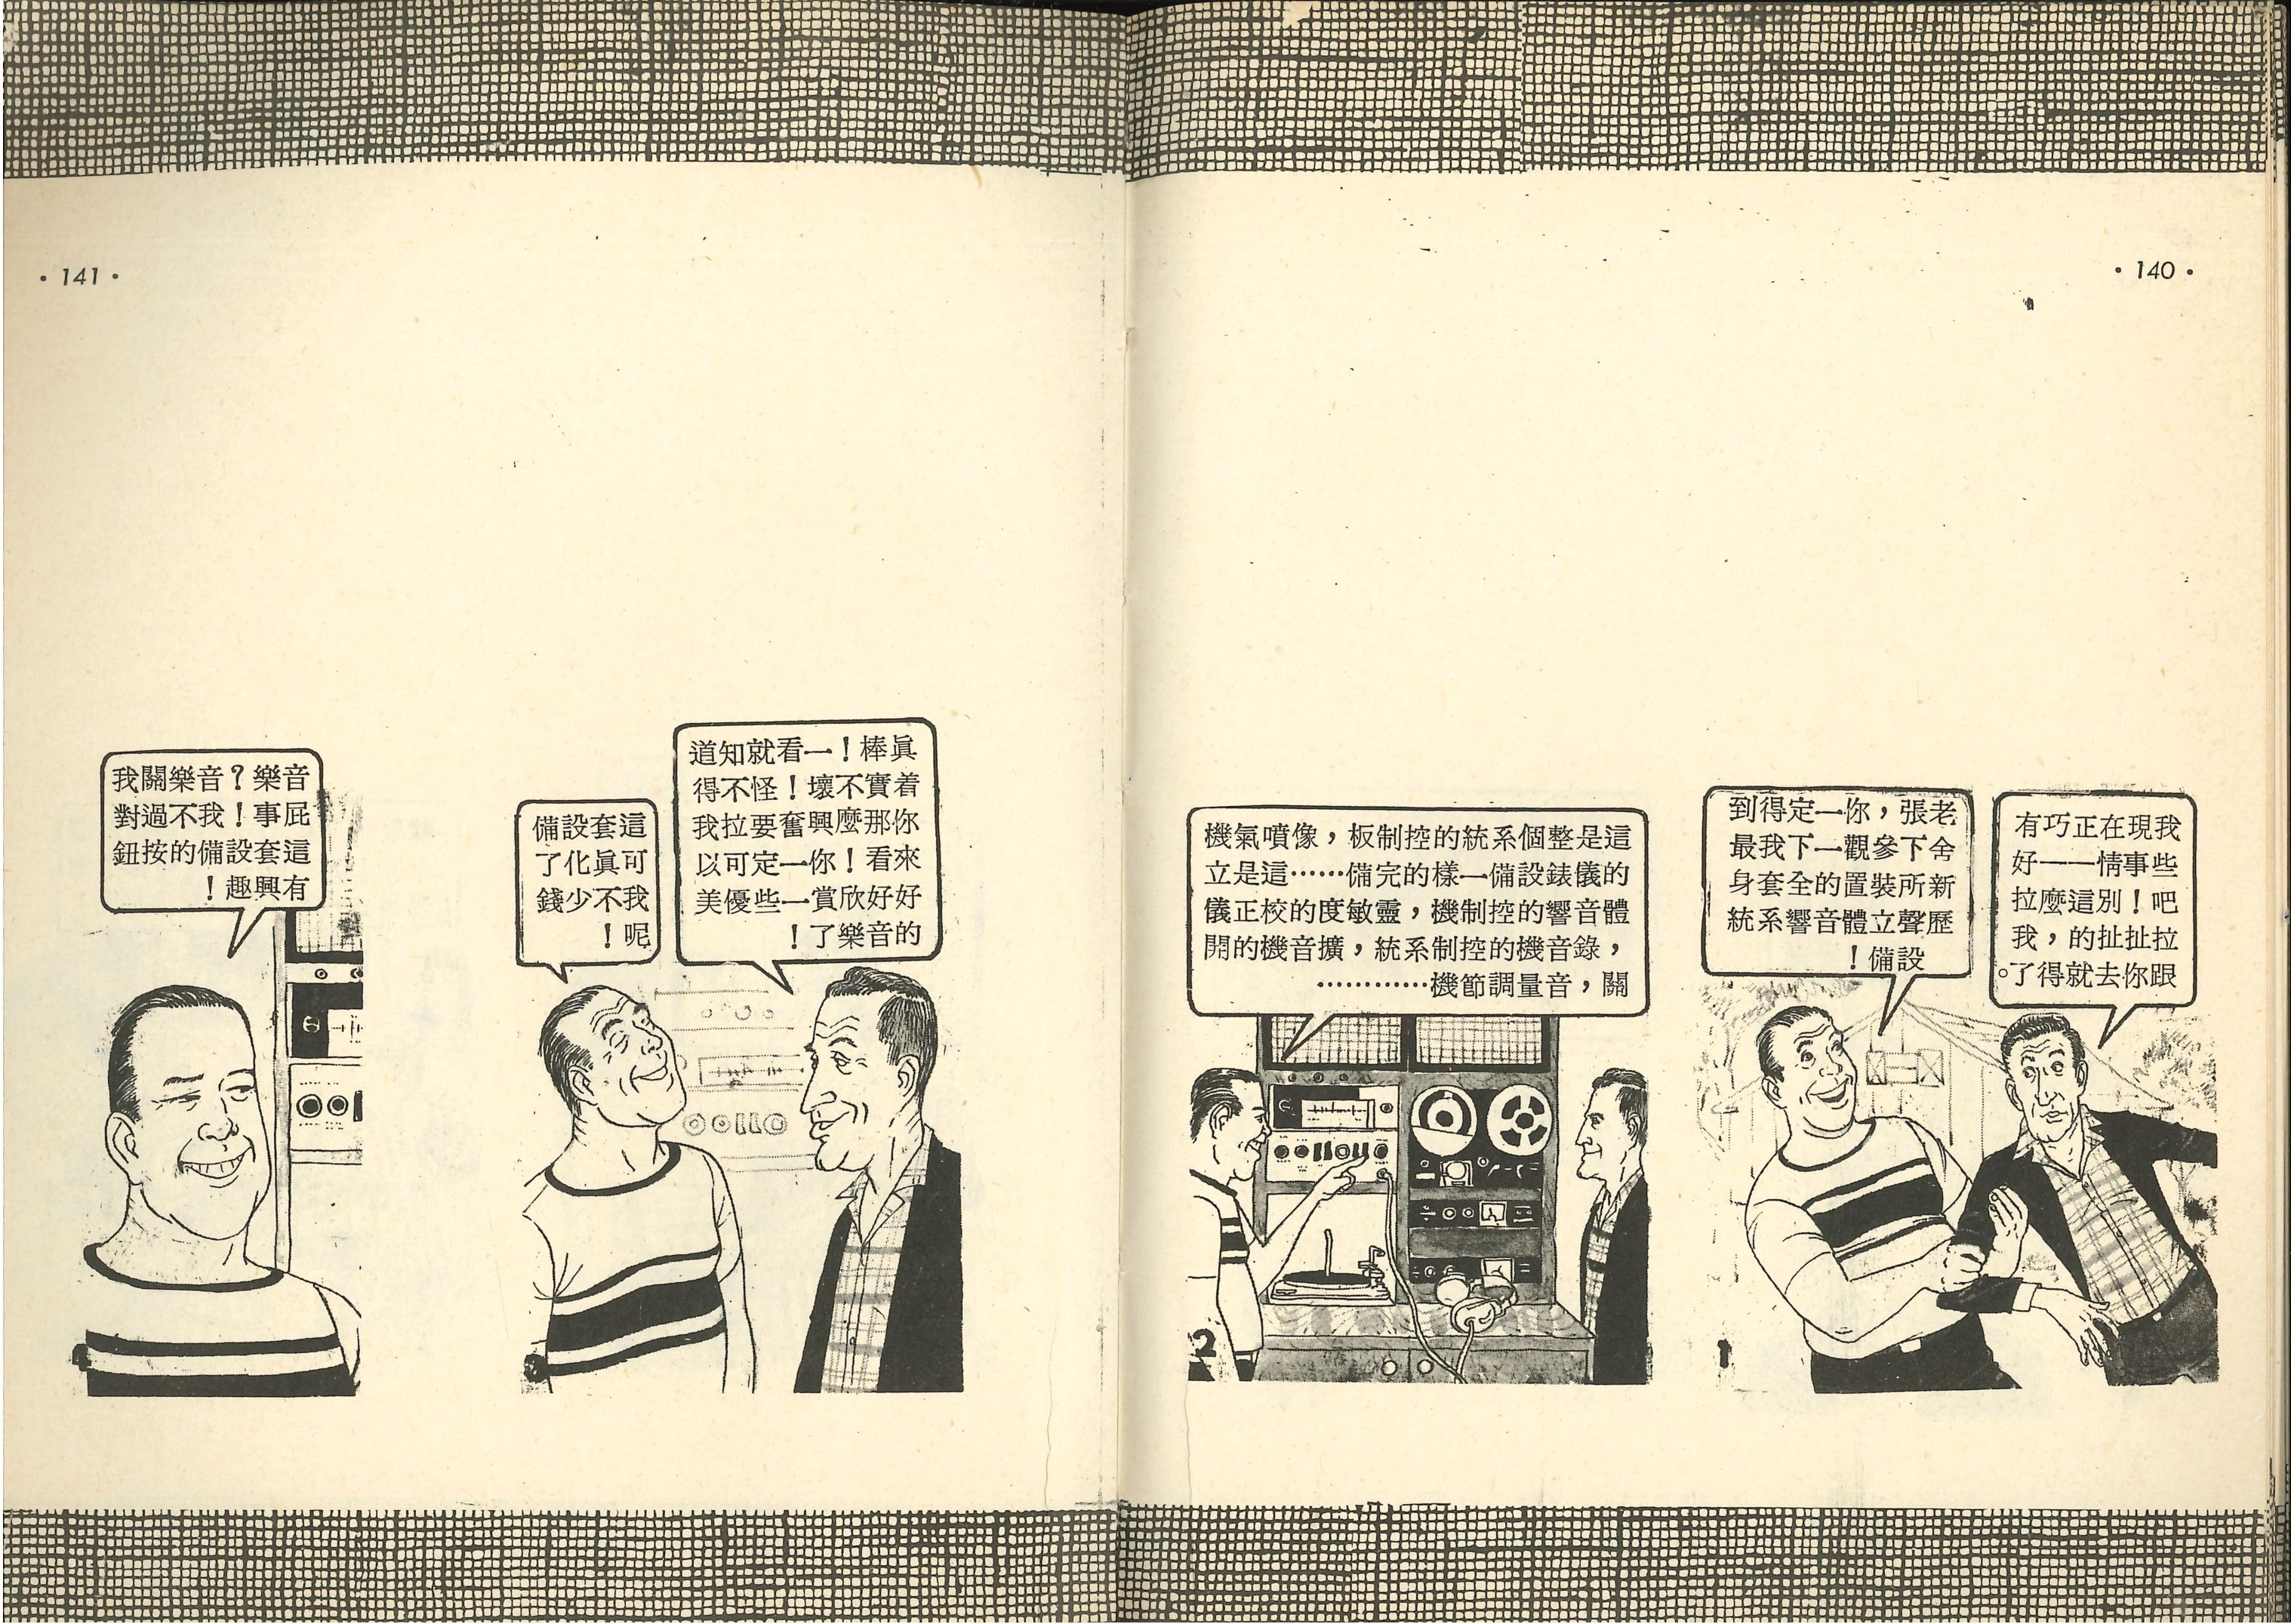 • 140 •
我現在正巧有
些事情——好
吧！別這麼拉
拉扯扯的，我
跟你去就得了。
老張，你一定得到
舍下參觀一下我最
新所裝置的全套身
歷聲立體音響系統
設備！
這是整個系統的控制板，像噴氣機
的儀錶設備一樣的完備……這是立
體音響的控制機，靈敏度的校正儀
，錄音機的控制系統，擴音機的開
關，音量調節機…………
2
• 141 •
眞棒！一看就知道
着實不壞！怪不得
你那麼興奮要拉我
來看！你一定可以
好好欣賞一些優美
的音樂了！
這套設備
可眞化了
我不少錢
呢！
音樂？音樂關我
屁事！我不過對
這套設備的按鈕
有興趣！